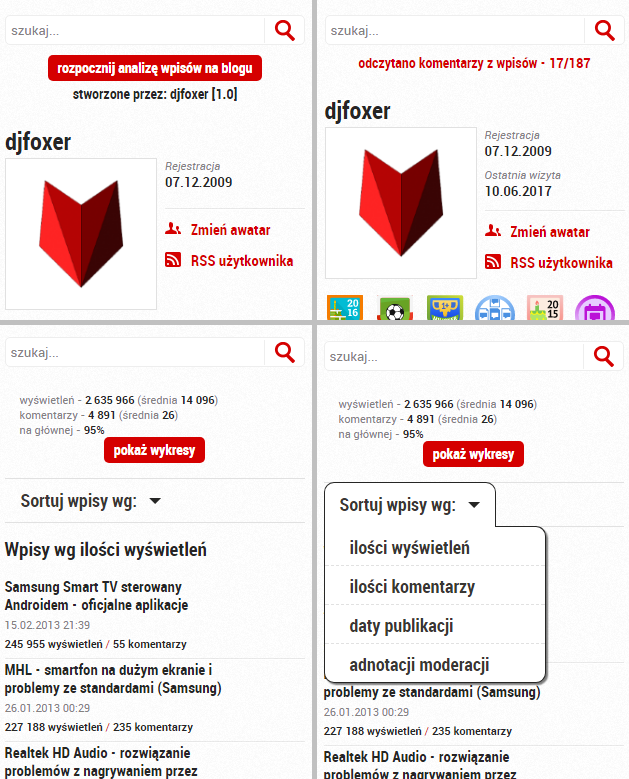 szukaj...
rozpocznij analizę wpisów na blogu
stworzone przez: djfoxer [1.0]
djfoxer
Rejestracja
07.12.2009
Zmień awatar
RSS użytkownika
szukaj...
odczytano komentarzy z wpisów - 17/187
djfoxer
Rejestracja
07.12.2009
Ostatnia wizyta
10.06.2017
Zmień awatar
RSS użytkownika
20
16
1+
20
15
szukaj...
wyświetleń - 2 635 966 (średnia 14 096)
komentarzy - 4 891 (średnia 26)
na głównej - 95%
pokaż wykresy
Sortuj wpisy wg:
Wpisy wg ilości wyświetleń
Samsung Smart TV sterowany
Androidem - oficjalne aplikacje
15.02.2013 21:39
245 955 wyświetleń / 55 komentarzy
MHL - smartfon na dużym ekranie i
problemy ze standardami (Samsung)
26.01.2013 00:29
227 188 wyświetleń / 235 komentarzy
Realtek HD Audio - rozwiązanie
problemów z nagrywaniem przez
szukaj...
wyświetleń - 2 635 966 (średnia 14 096)
komentarzy - 4 891 (średnia 26)
na głównej - 95%
pokaż wykresy
Sortuj wpisy wg:
ilości wyświetleń
ilości komentarzy
daty publikacji
adnotacji moderacji
problemy ze standardami (Samsung)
26.01.2013 00:29
227 188 wyświetleń / 235 komentarzy
Realtek HD Audio - rozwiązanie
problemów z nagrywaniem przez